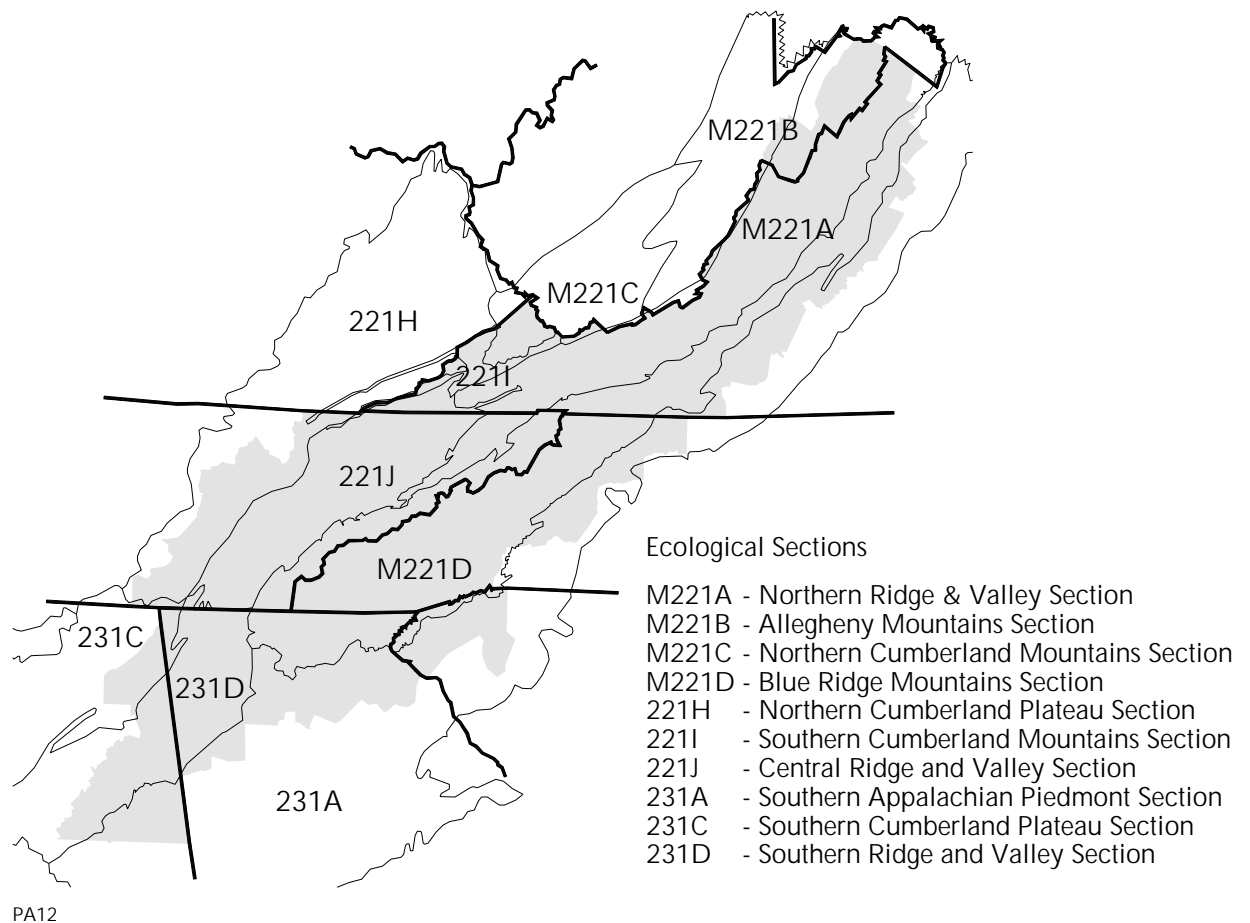 M221B
M221A
M221C
221H
221I
221J
M221D
231C
231D
231A
Ecological Sections
M221A - Northern Ridge & Valley Section
M221B - Allegheny Mountains Section
M221C - Northern Cumberland Mountains Section
M221D - Blue Ridge Mountains Section
221H - Northern Cumberland Plateau Section
221I - Southern Cumberland Mountains Section
221J - Central Ridge and Valley Section
231A - Southern Appalachian Piedmont Section
231C - Southern Cumberland Plateau Section
231D - Southern Ridge and Valley Section
PA12